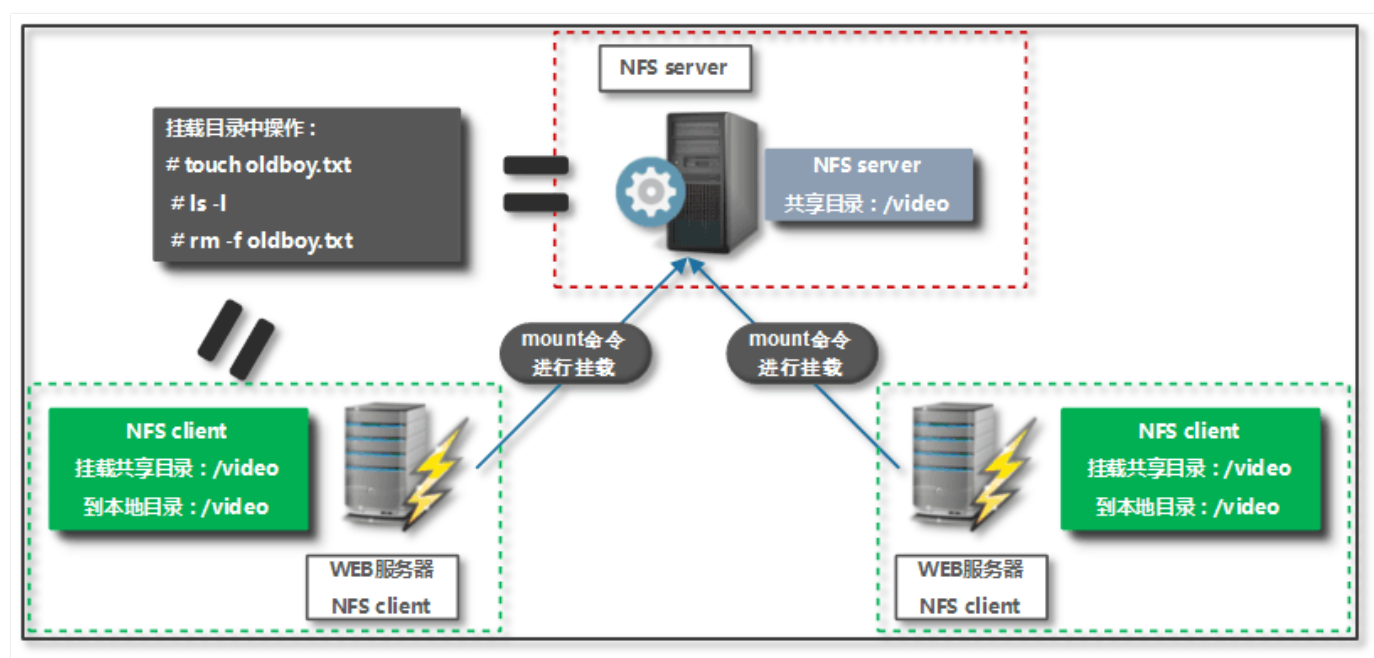 NFS server
挂载目录中操作：
# touch oldboy.txt
# ls -l
# rm -f oldboy.txt
NFS server
共享目录：/video
mount命令
进行挂载
mount命令
进行挂载
NFS client
挂载共享目录：/video
到本地目录：/video
WEB服务器
NFS client
NFS client
挂载共享目录：/video
到本地目录：/video
WEB服务器
NFS client